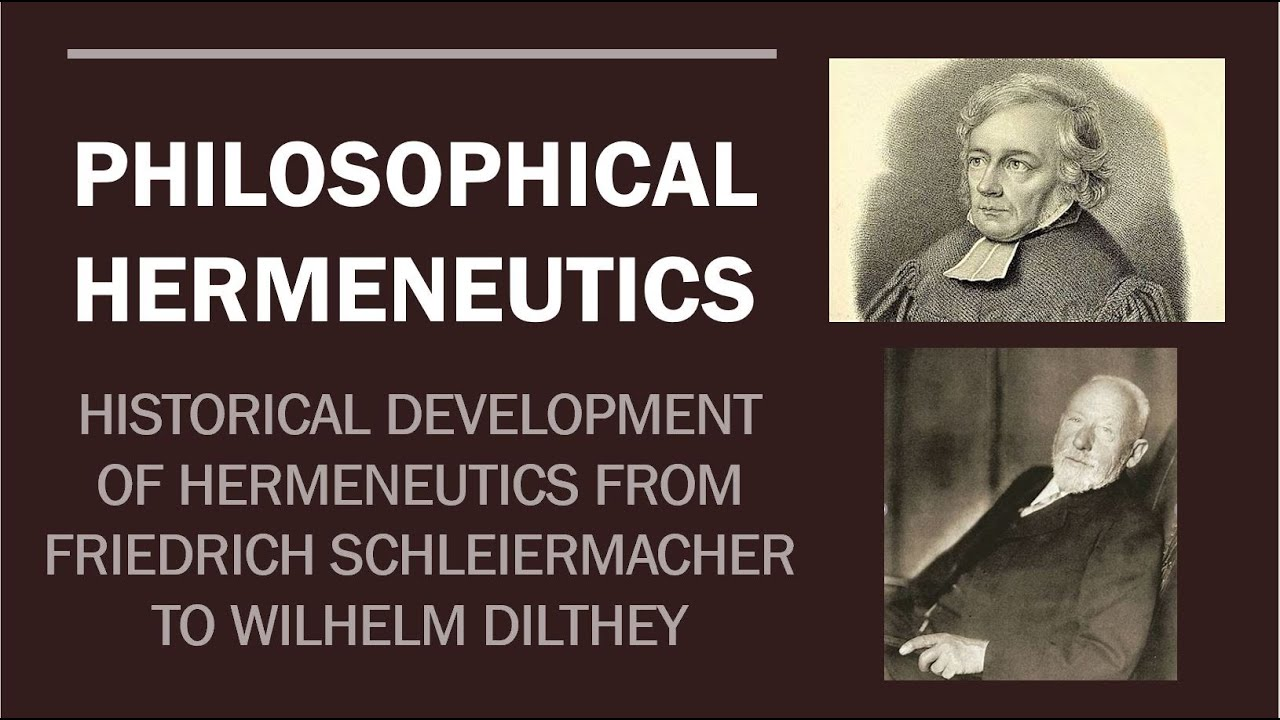 PHILOSOPHICAL
HERMENEUTICS
HISTORICAL DEVELOPMENT
OF HERMENEUTICS FROM
FRIEDRICH SCHLEIERMACHER
TO WILHELM DILTHEY